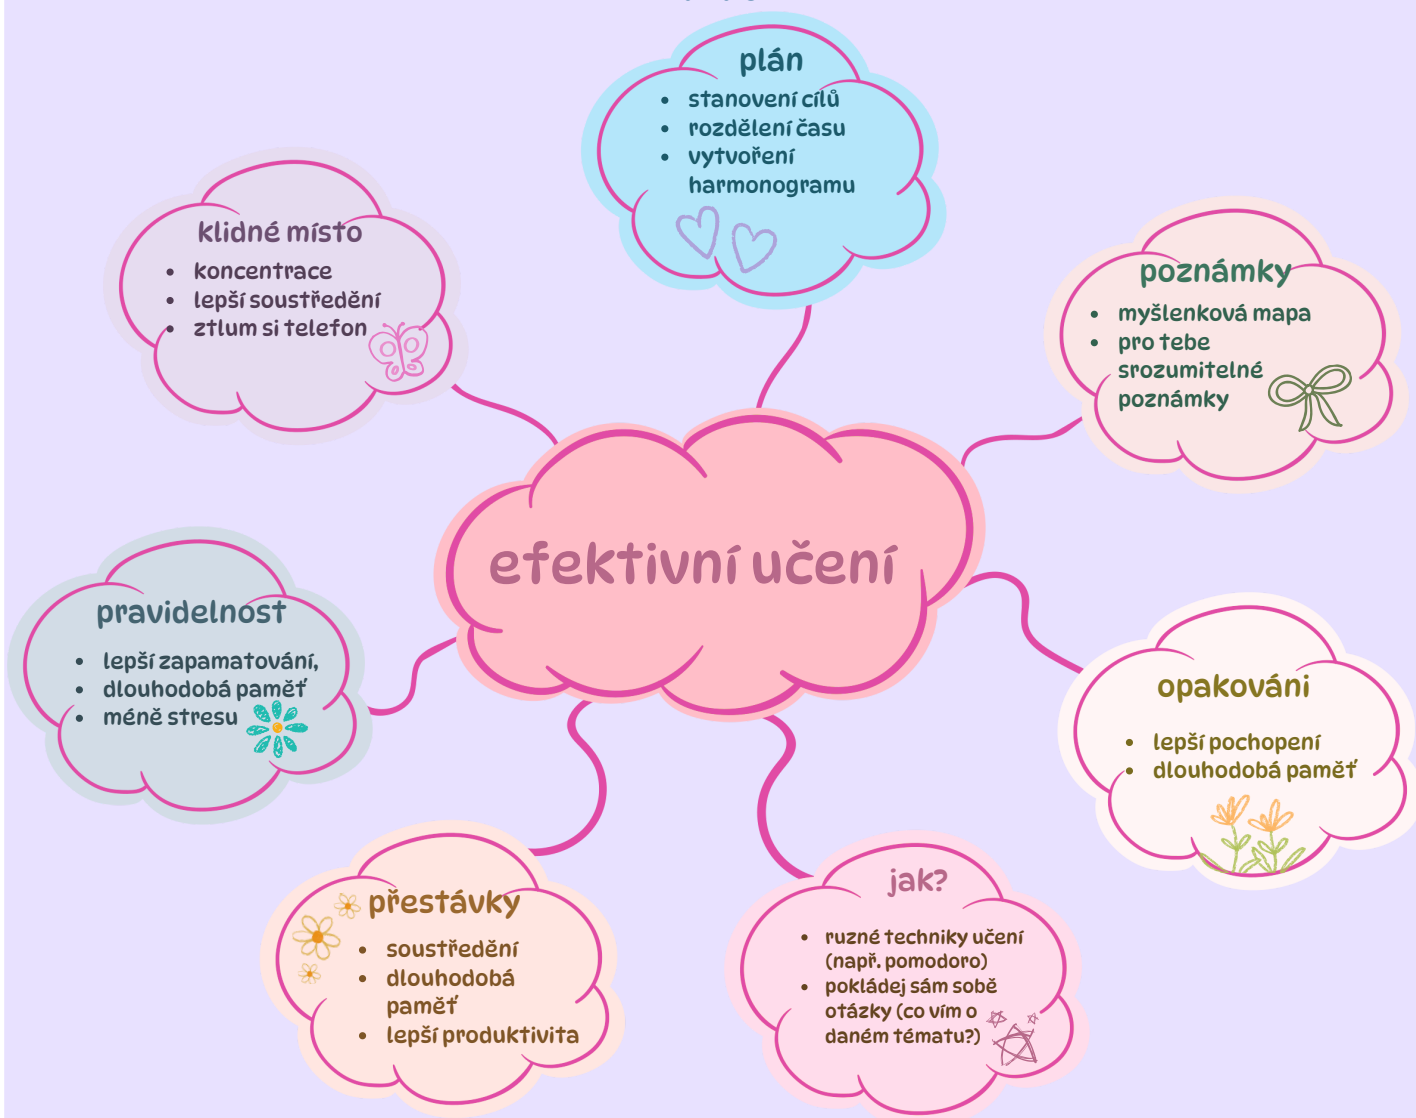 plán
• stanovení cílů
• rozdělení času
• vytvoření
harmonogramu
klidné místo
• koncentrace
• lepší soustředění
• ztlum si telefon
poznámky
• myšlenková mapa
• pro tebe
srozumitelné
poznámky
efektivní učení
pravidelnost
• lepší zapamatování,
• dlouhodobá paměť
• méně stresu
opakováni
• lepší pochopení
• dlouhodobá paměť
přestávky
• soustředění
• dlouhodobá
paměť
• lepší produktivita
jak?
• ruzné techniky učení
(např. pomodoro)
• pokládej sám sobě
otázky (co vím o
daném tématu?)